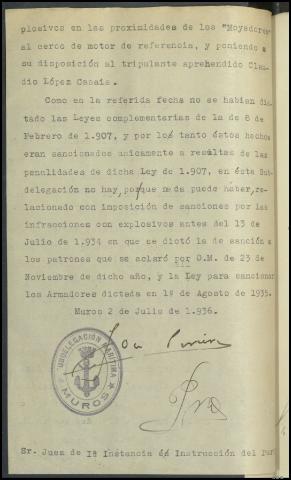 plosivos en las proximidades de los "Moyadores"
al cerco de motor de referencia, y poniendo a
su disposición al tripulante aprehendido Clau-
dio López Casais.
Como en la referida fecha no se habian dic-
tado las Leyes complementarias de la de 8 de
Febrero de 1.907, y por los tanto éstos hechos
eran sancionados unicamente a resultas de las
penalidades de dicha Ley de 1.907, en ésta Sub-
delegación no hay, porque nada puede haber, re-
lacionado con imposición de sanciones por las
infracciones con explosivos antes del 13 de
Julio de 1.934 en que se dictó la de sanción a
los patrones que se aclaró por O.M. de 23 de
Noviembre de dicho año, y la Ley para sancionar
los Armadores dictada en 1º de Agosto de 1935.
Muros 2 de Julio de 1.936.
SUBDELEGACIÓN MARÍTIMA
MUROS
Sr. Juez de 1ª Instancia é Instrucción del Par